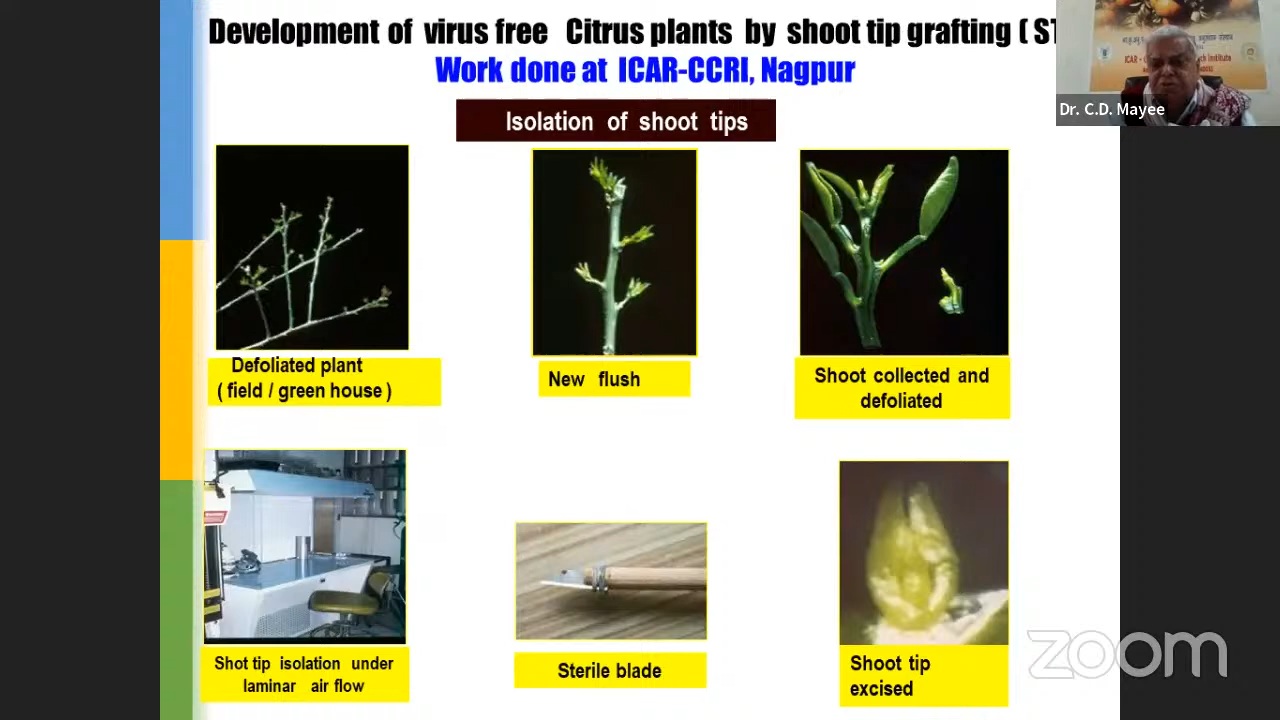 Development of virus free Citrus plants by shoot tip grafting ( ST
Work done at ICAR-CCRI, Nagpur
Dr. C.D. Mayee
Isolation of shoot tips
Defoliated plant
( field / green house )
New flush
Shoot collected and
defoliated
Shot tip isolation under
laminar air flow
Sterile blade
Shoot tip
excised
zoom